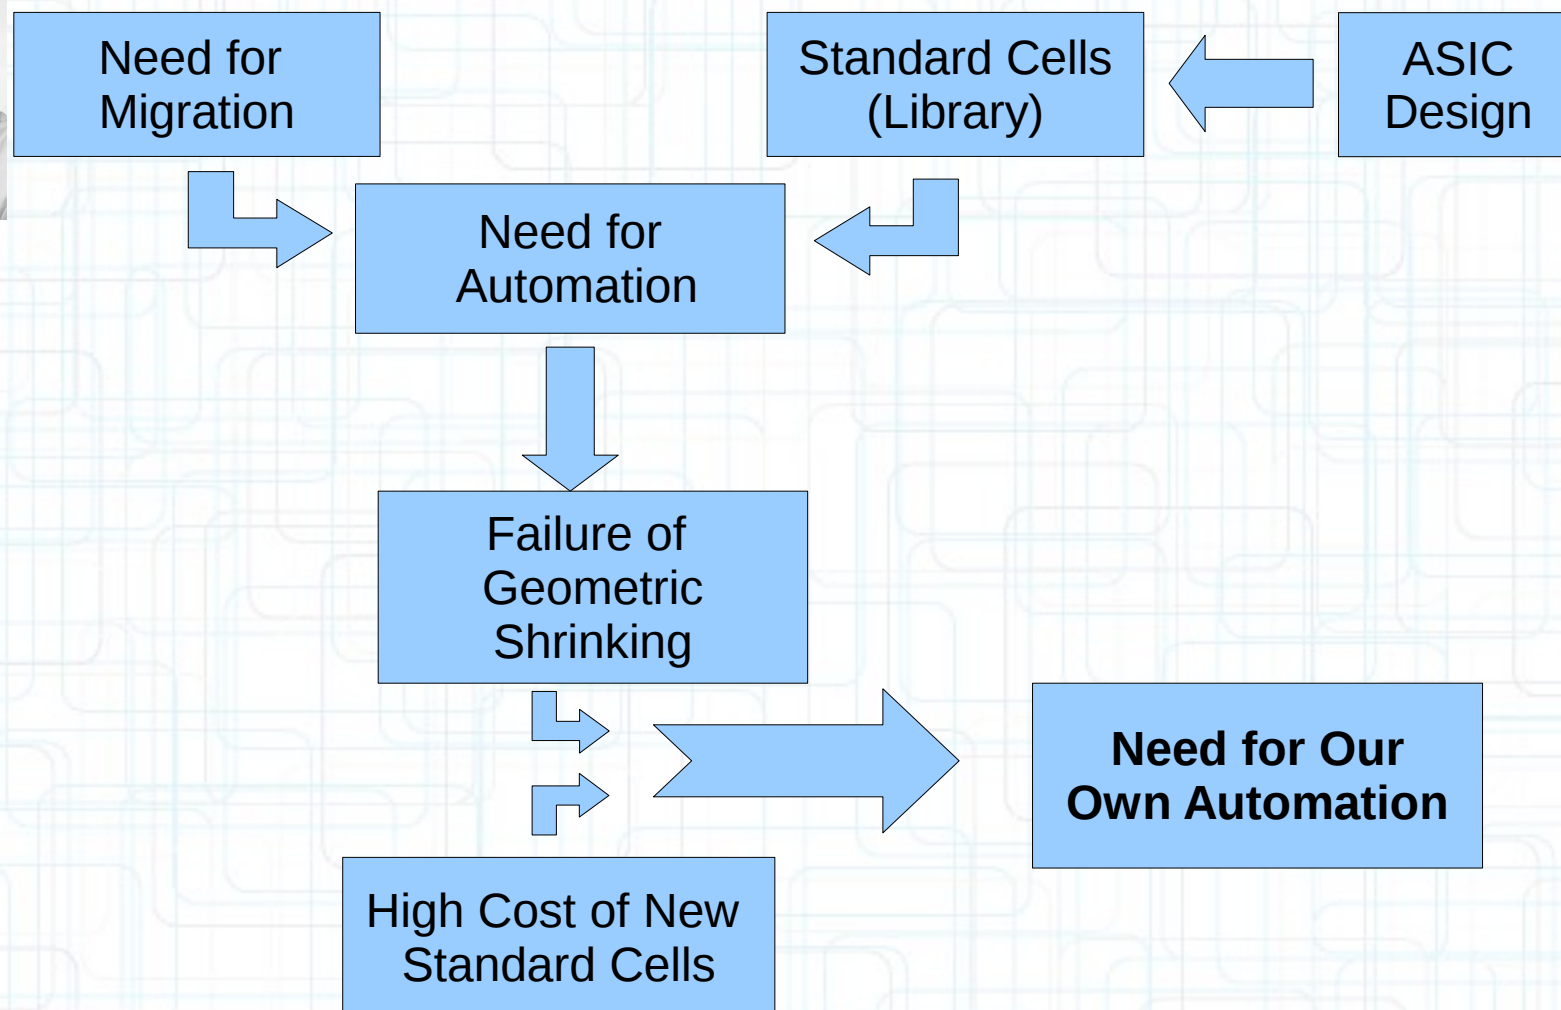 Need for
Migration
Standard Cells
(Library)
ASIC
Design
Need for
Automation
Failure of
Geometric
Shrinking
Need for Our
Own Automation
High Cost of New
Standard Cells